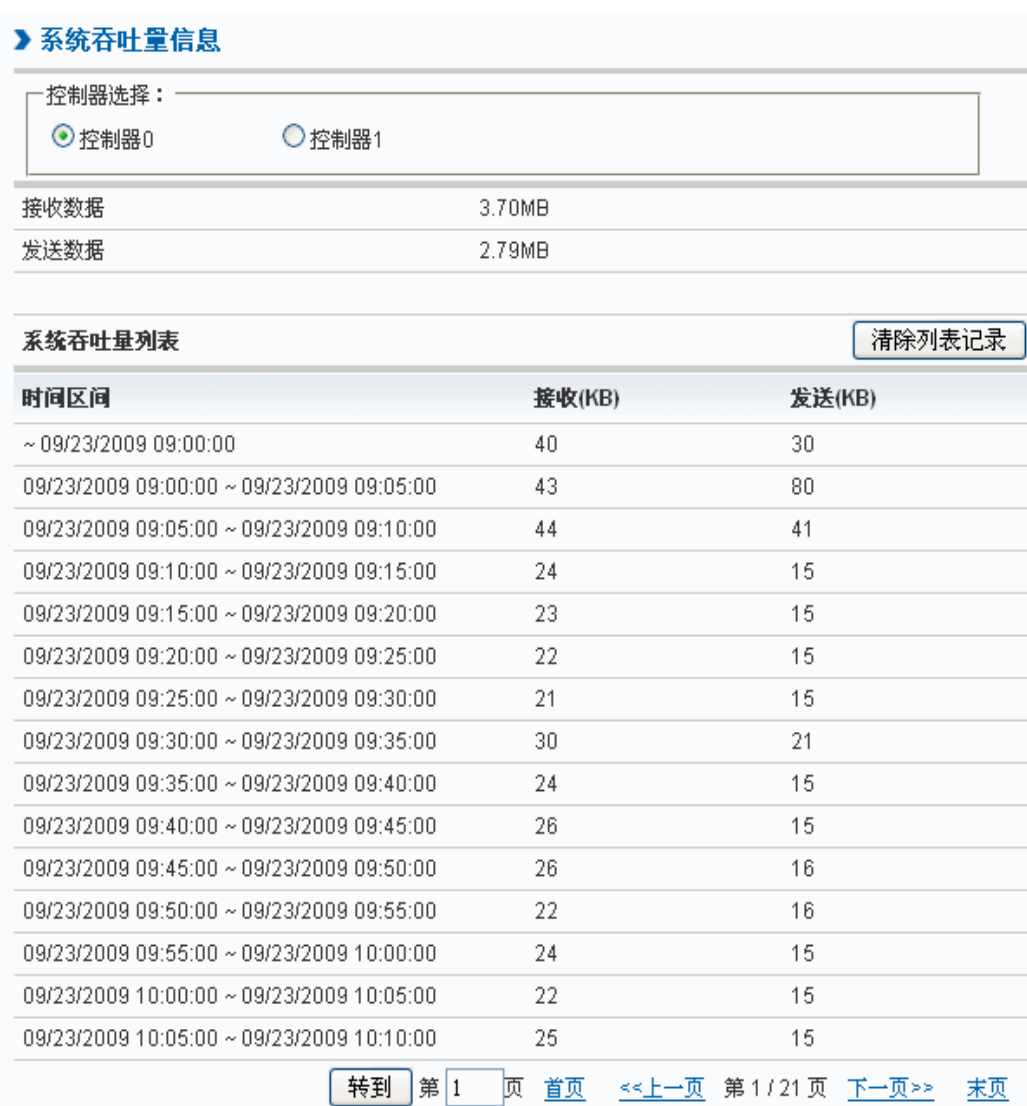 系统吞吐量信息
控制器选择：
控制器0 控制器1
接收数据 3.70MB
发送数据 2.79MB
系统吞吐量列表 清除列表记录
时间区间 接收(KB) 发送(KB)
~ 09/23/2009 09:00:00 40 30
09/23/2009 09:00:00 ~ 09/23/2009 09:05:00 43 80
09/23/2009 09:05:00 ~ 09/23/2009 09:10:00 44 41
09/23/2009 09:10:00 ~ 09/23/2009 09:15:00 24 15
09/23/2009 09:15:00 ~ 09/23/2009 09:20:00 23 15
09/23/2009 09:20:00 ~ 09/23/2009 09:25:00 22 15
09/23/2009 09:25:00 ~ 09/23/2009 09:30:00 21 15
09/23/2009 09:30:00 ~ 09/23/2009 09:35:00 30 21
09/23/2009 09:35:00 ~ 09/23/2009 09:40:00 24 15
09/23/2009 09:40:00 ~ 09/23/2009 09:45:00 26 15
09/23/2009 09:45:00 ~ 09/23/2009 09:50:00 26 16
09/23/2009 09:50:00 ~ 09/23/2009 09:55:00 22 16
09/23/2009 09:55:00 ~ 09/23/2009 10:00:00 24 15
09/23/2009 10:00:00 ~ 09/23/2009 10:05:00 22 15
09/23/2009 10:05:00 ~ 09/23/2009 10:10:00 25 15
转到 第 1 页 首页 <<上一页 第 1 / 21 页 下一页>> 末页